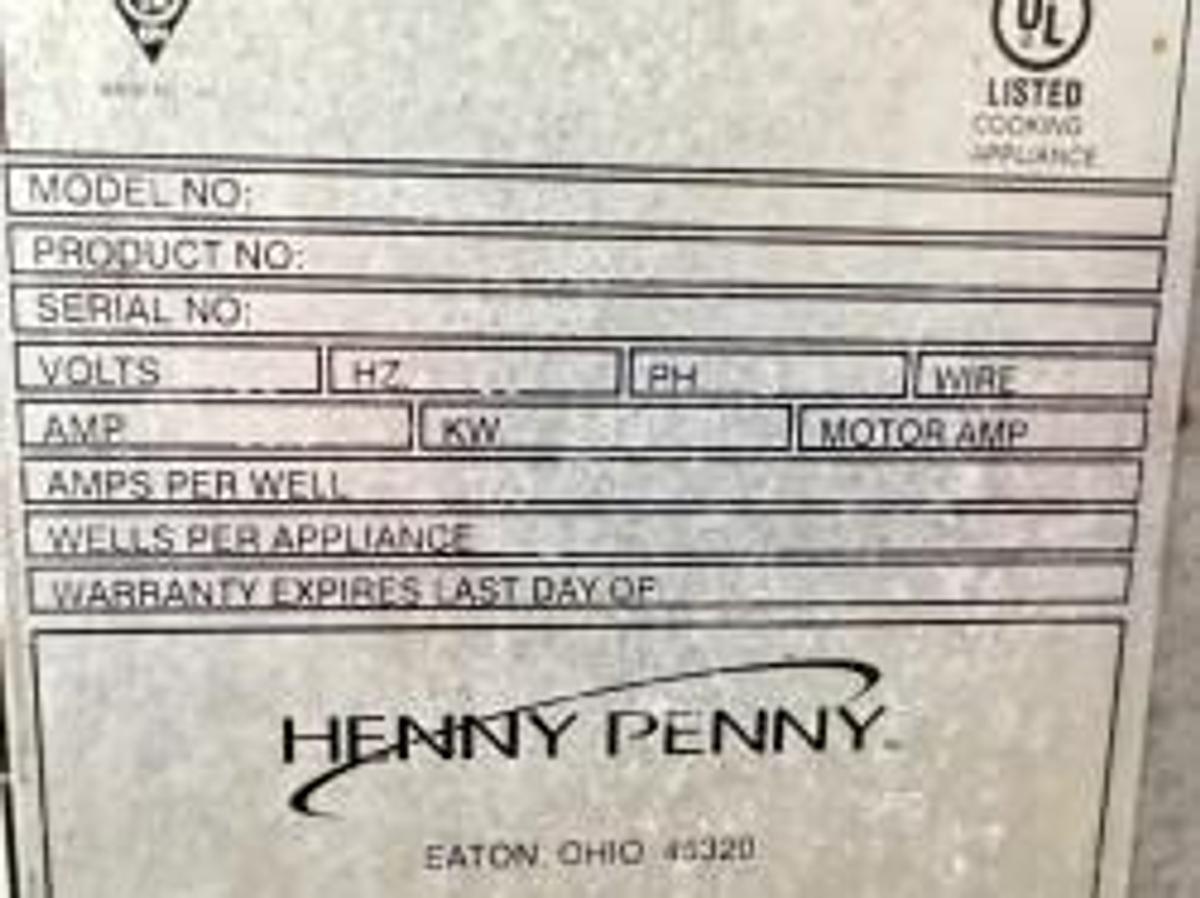 UL
LISTED
COOKING
APPLIANCE
MODEL NO:
PRODUCT NO:
SERIAL NO:
VOLTS HZ PH WIRE
AMP KW MOTOR AMP
AMPS PER WELL
WELLS PER APPLIANCE
WARRANTY EXPIRES LAST DAY OF
HENNY PENNY
EATON, OHIO 45320